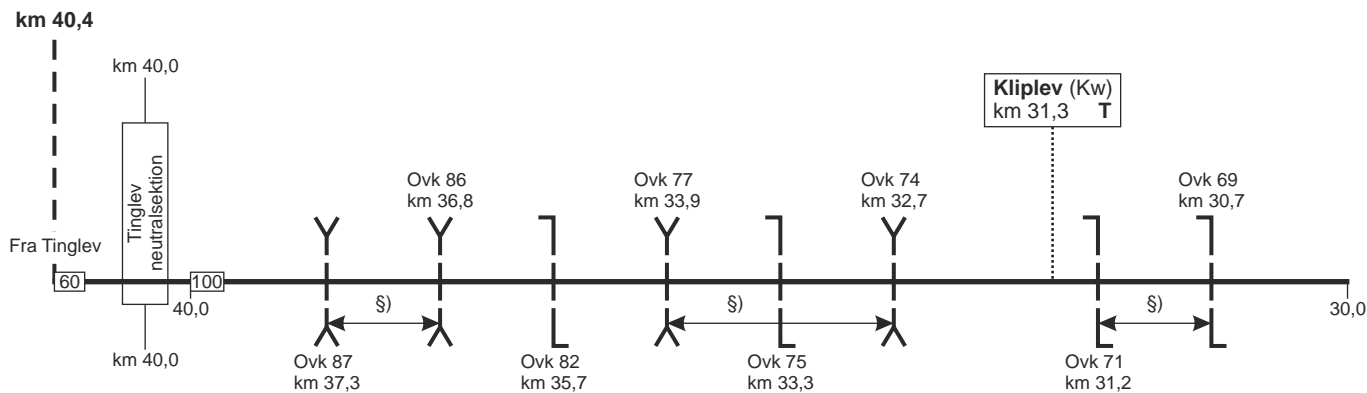 km 40,4
km 40,0
Kliplev (Kw)
km 31,3 T
Ovk 86
km 36,8
Ovk 77
km 33,9
Ovk 74
km 32,7
Ovk 69
km 30,7
Tinglev
neutralsektion
Fra Tinglev
60
100
40,0
§)
§)
§)
30,0
km 40,0
Ovk 87
km 37,3
Ovk 82
km 35,7
Ovk 75
km 33,3
Ovk 71
km 31,2